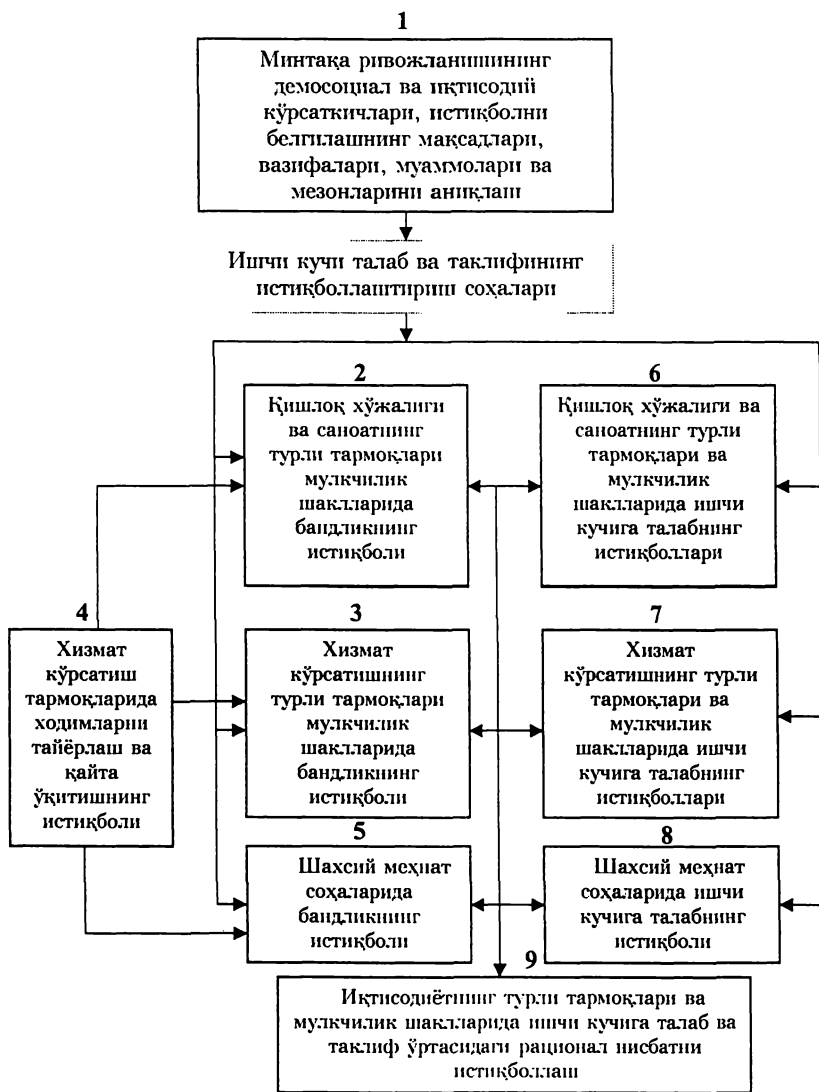 1
Минтақа ривожланишининг
демосоциал ва иқтисодий
кўрсаткичлари, истиқболни
белгилашнинг мақсадлари,
вазифалари, муаммолари ва
мезонларини аниқлаш
Ишчи кучи талаб ва таклифининг
истиқболлаштириш соҳалари
2
Қишлоқ хўжалиги
ва саноатнинг
турли тармоқлари
мулкчилик
шаклларида
бандликнинг
истиқболи
6
Қишлоқ хўжалиги ва
саноатнинг турли
тармоқлари ва
мулкчилик
шаклларида ишчи
кучига талабнинг
истиқболлари
4
Хизмат
кўрсатиш
тармоқларида
ходимларни
тайёрлаш ва
қайта
ўқитишнинг
истиқболи
3
Хизмат
кўрсатишнинг
турли тармоқлари
мулкчилик
шаклларида
бандликнинг
истиқболи
7
Хизмат
кўрсатишнинг турли
тармоқлари ва
мулкчилик
шаклларида ишчи
кучига талабнинг
истиқболлари
5
Шахсий меҳнат
соҳаларида
бандликнинг
истиқболи
8
Шахсий меҳнат
соҳаларида ишчи
кучига талабнинг
истиқболи
9
Иқтисодиётнинг турли тармоқлари ва
мулкчилик шаклларида ишчи кучига талаб ва
таклиф ўртасидаги рационал нисбатни
истиқболлаш